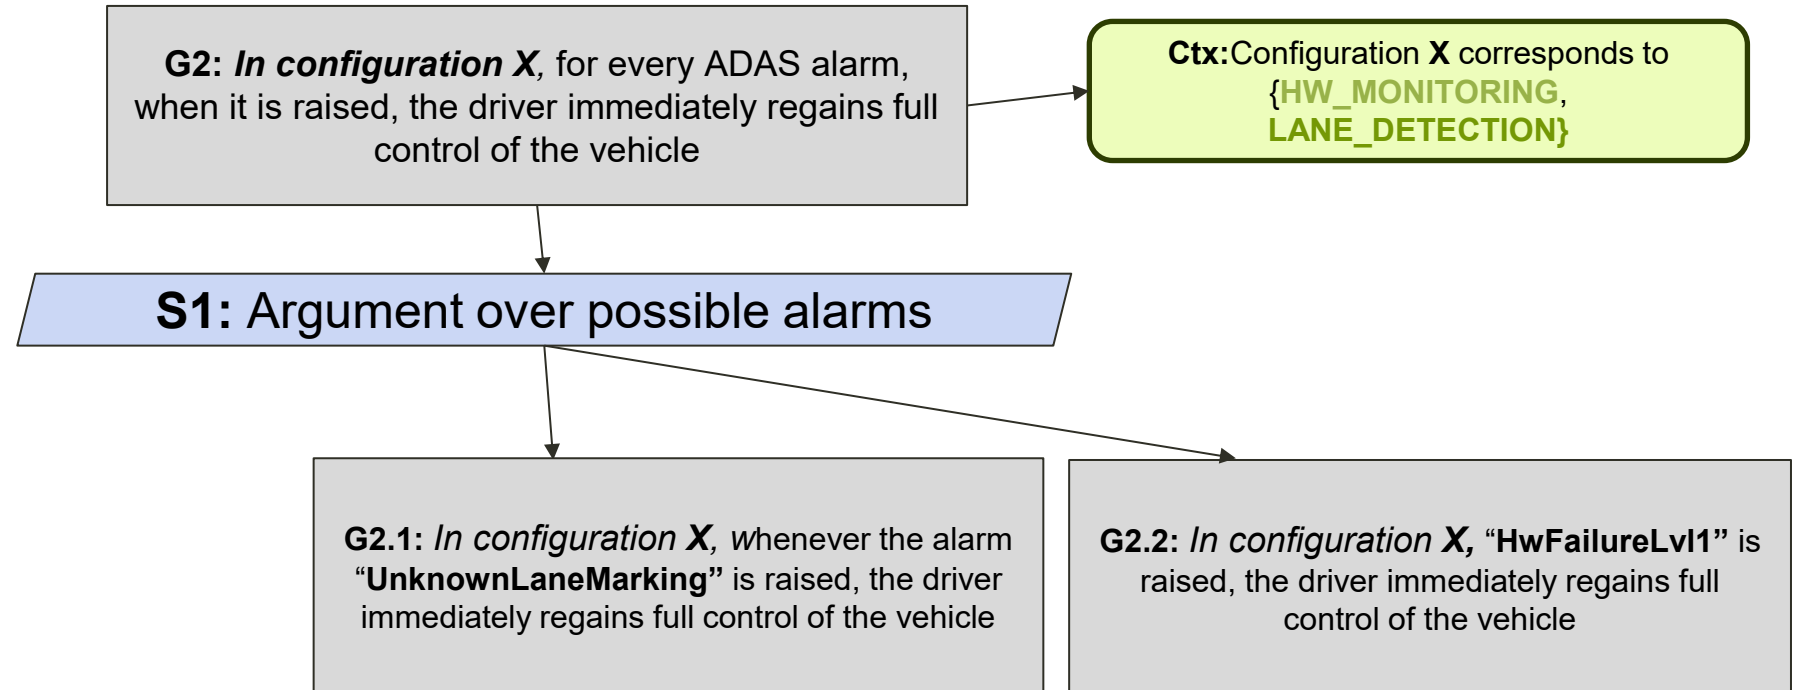 G2: In configuration X, for every ADAS alarm,
when it is raised, the driver immediately regains full
control of the vehicle
Ctx:Configuration X corresponds to
{HW_MONITORING,
LANE_DETECTION}
S1: Argument over possible alarms
G2.1: In configuration X, whenever the alarm
“UnknownLaneMarking” is raised, the driver
immediately regains full control of the vehicle
G2.2: In configuration X, “HwFailureLvl1” is
raised, the driver immediately regains full
control of the vehicle